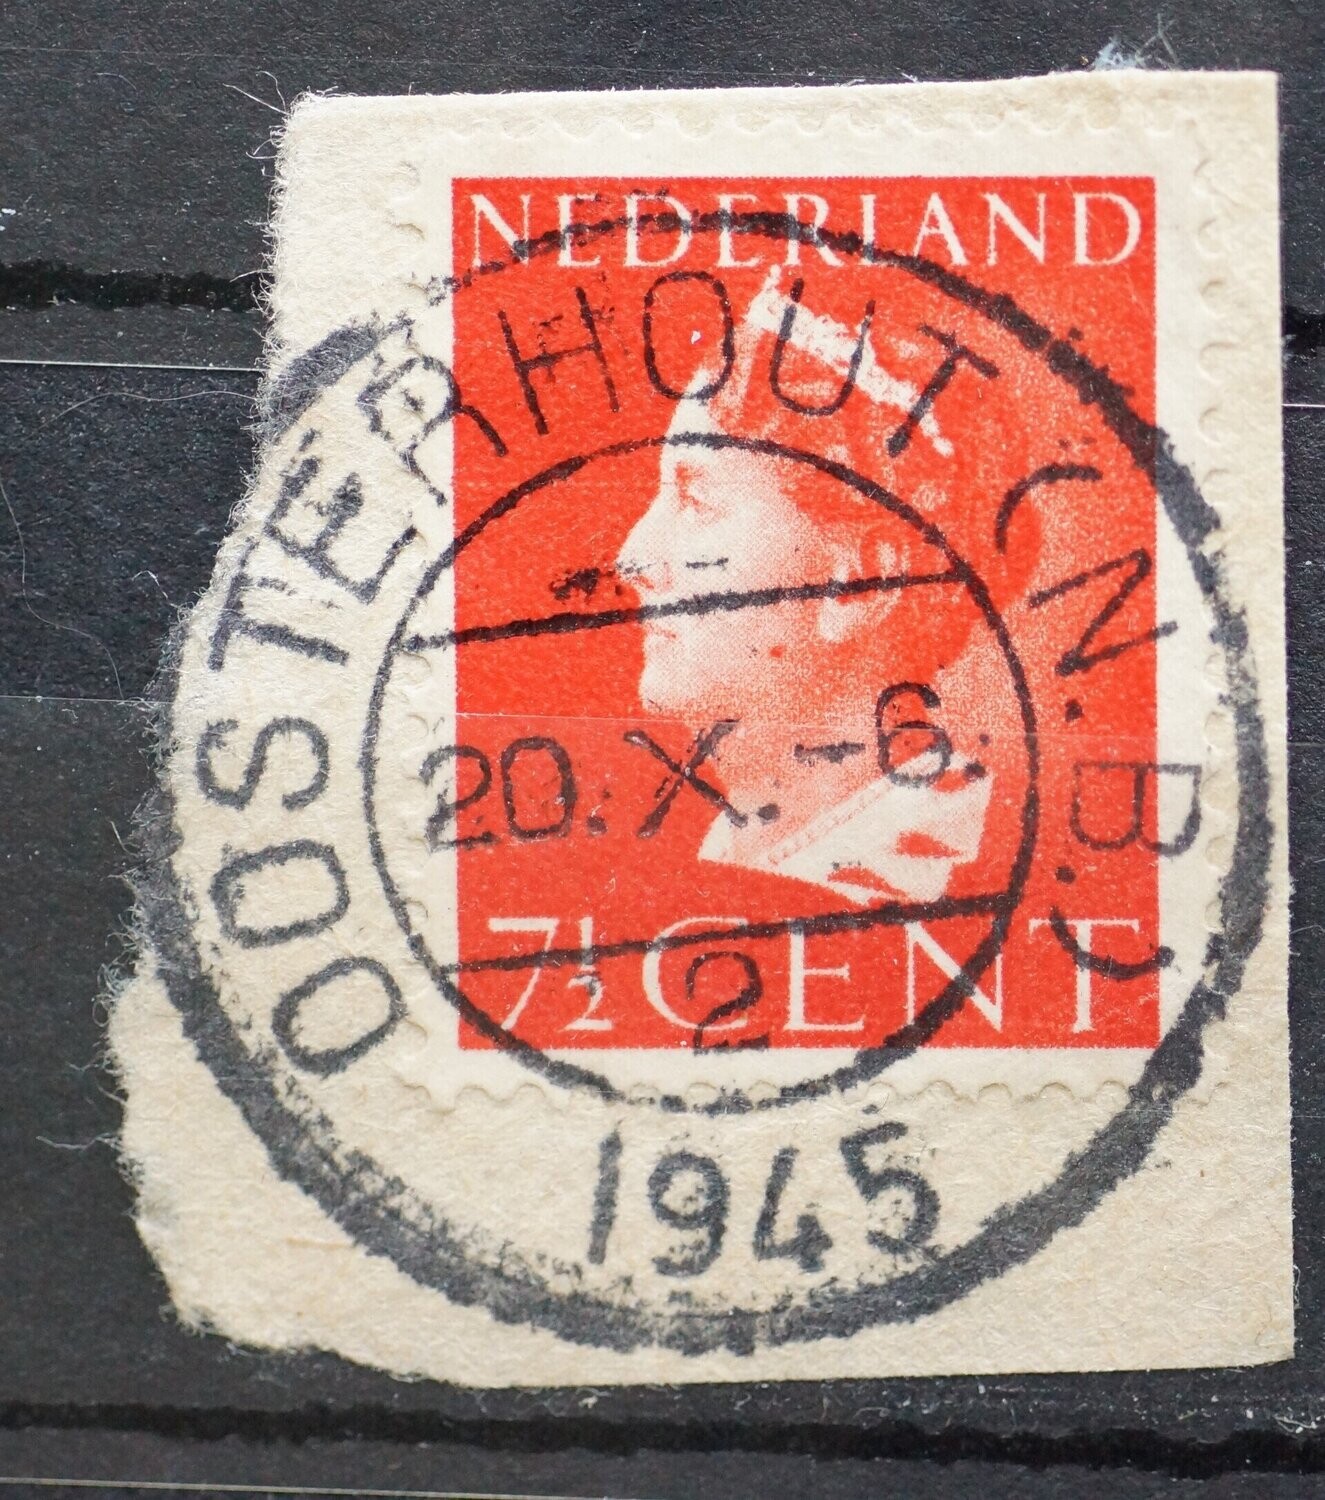 NEDERLAND
OOSTERHOUT (N.B.)
20.X.-6.
7½ CENT
2
1945